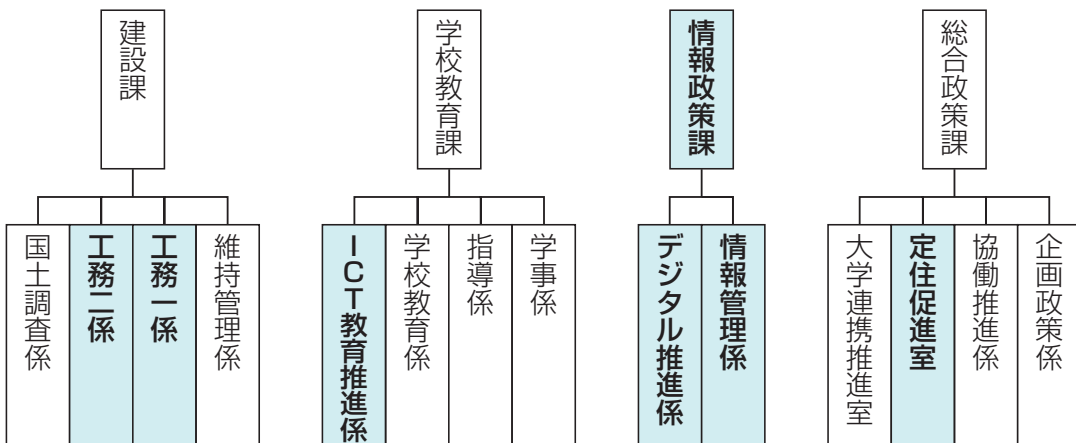 総合政策課
企画政策係
協働推進係
定住促進室
大学連携推進室
情報政策課
情報管理係
デジタル推進係
学校教育課
学事係
指導係
学校教育係
ICT教育推進係
建設課
維持管理係
工務一係
工務二係
国土調査係